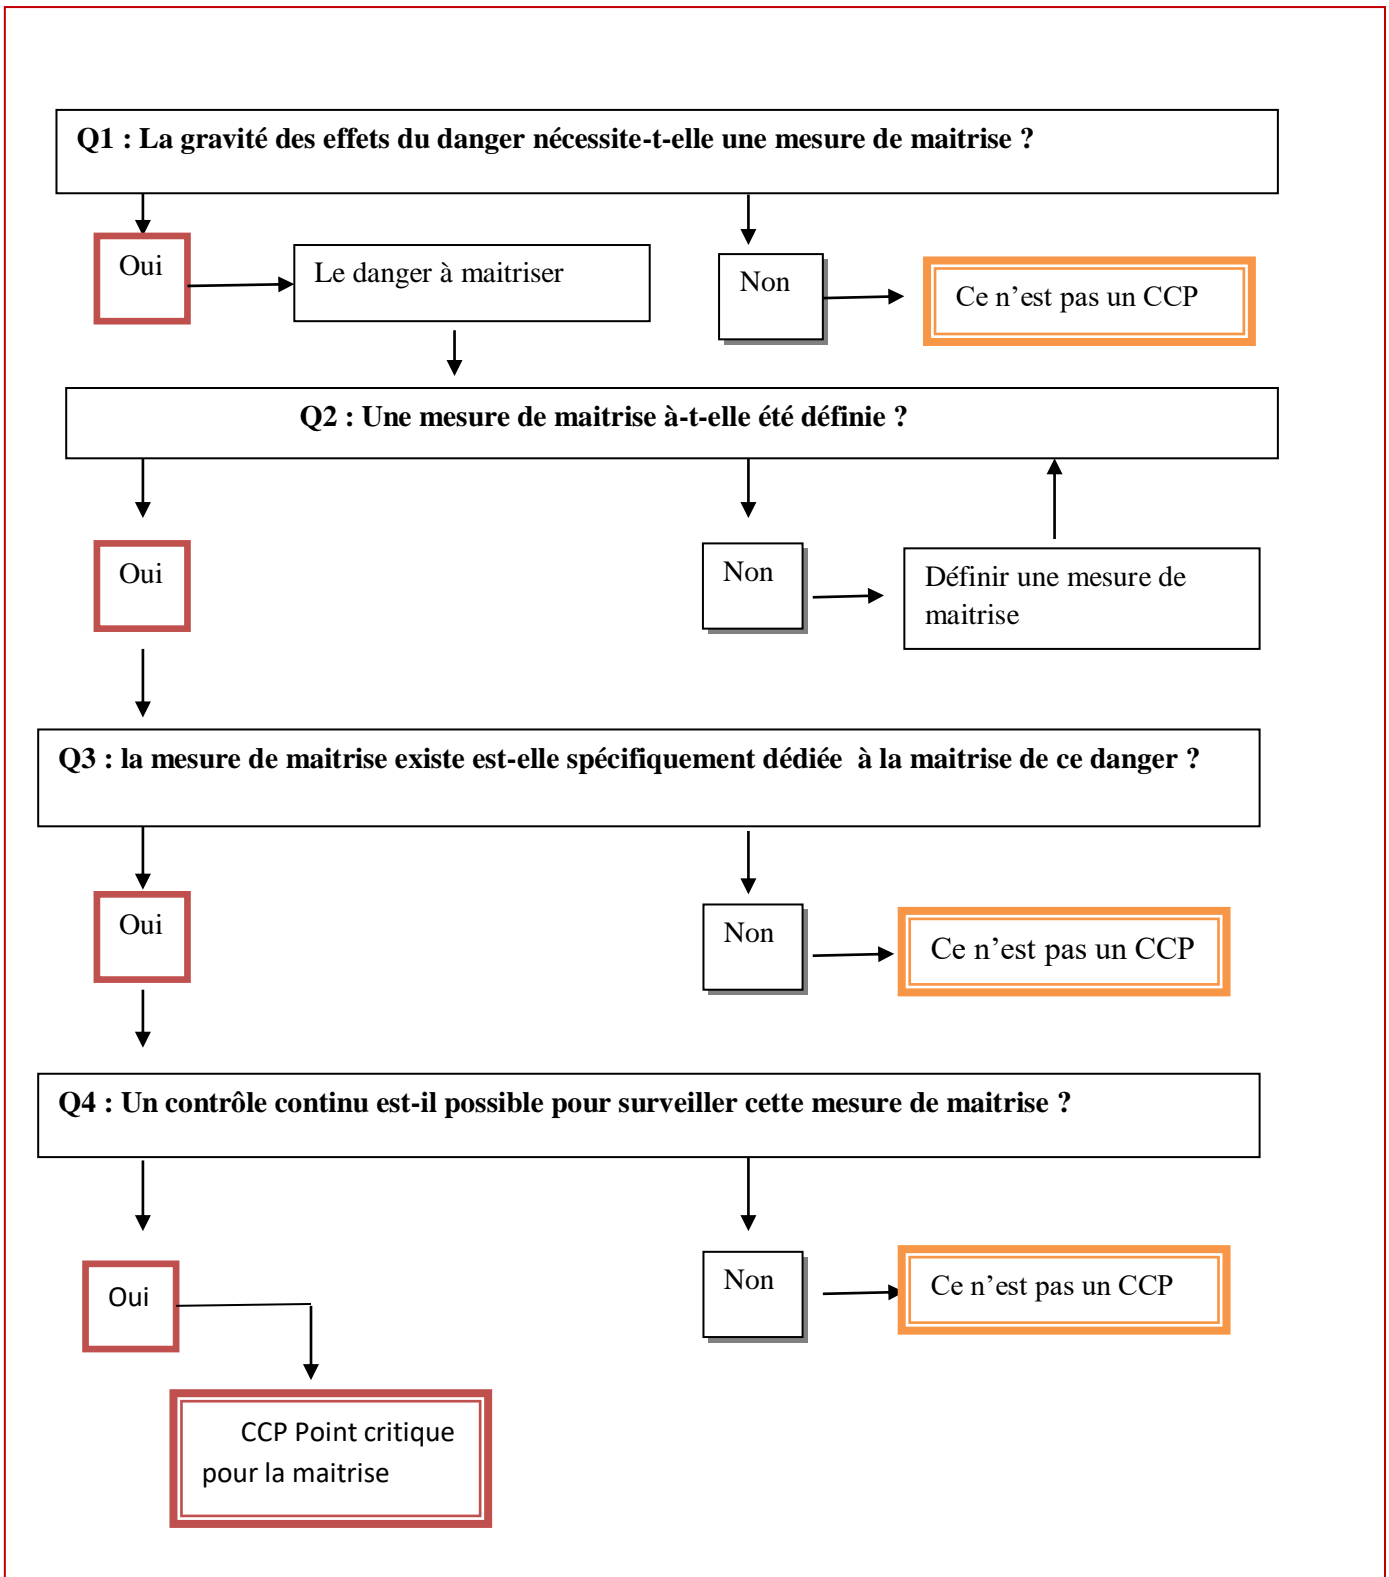 Q1 : La gravité des effets du danger nécessite-t-elle une mesure de maitrise ?
Oui
Le danger à maitriser
Non
Ce n’est pas un CCP
Q2 : Une mesure de maitrise à-t-elle été définie ?
Oui
Non
Définir une mesure de
maitrise
Q3 : la mesure de maitrise existe est-elle spécifiquement dédiée à la maitrise de ce danger ?
Oui
Non
Ce n’est pas un CCP
Q4 : Un contrôle continu est-il possible pour surveiller cette mesure de maitrise ?
Oui
Non
Ce n’est pas un CCP
CCP Point critique
pour la maitrise